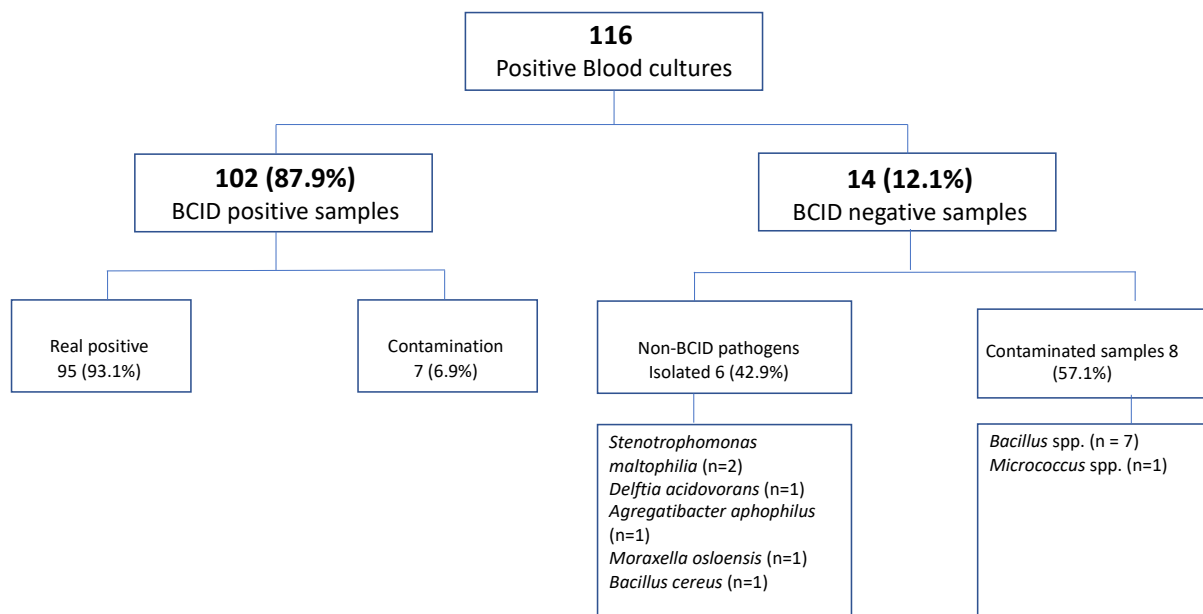 116
Positive Blood cultures
102 (87.9%)
BCID positive samples
14 (12.1%)
BCID negative samples
Real positive
95 (93.1%)
Contamination
7 (6.9%)
Non-BCID pathogens
Isolated 6 (42.9%)
Contaminated samples 8
(57.1%)
Stenotrophomonas
maltophilia (n=2)
Delftia acidovorans (n=1)
Agregatibacter aphophilus
(n=1)
Moraxella osloensis (n=1)
Bacillus cereus (n=1)
Bacillus spp. (n = 7)
Micrococcus spp. (n=1)